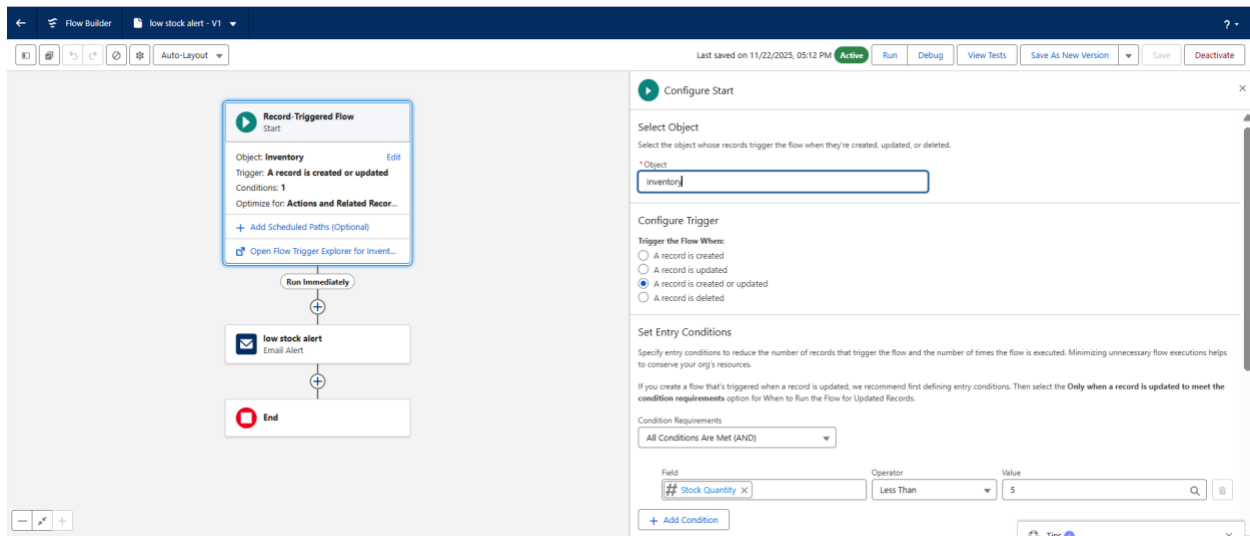 Flow Builder
low stock alert - V1
?
Auto-Layout
Last saved on 11/22/2025, 05:12 PM
Active
Run
Debug
View Tests
Save As New Version
Save
Deactivate
Record-Triggered Flow
Start
Object: Inventory
Edit
Trigger: A record is created or updated
Conditions: 1
Optimize for: Actions and Related Recor...
+ Add Scheduled Paths (Optional)
Open Flow Trigger Explorer for Invent...
Run Immediately
low stock alert
Email Alert
End
Configure Start
Select Object
Select the object whose records trigger the flow when they're created, updated, or deleted.
*Object
Inventory
Configure Trigger
Trigger the Flow When:
A record is created
A record is updated
A record is created or updated
A record is deleted
Set Entry Conditions
Specify entry conditions to reduce the number of records that trigger the flow and the number of times the flow is executed. Minimizing unnecessary flow executions helps
to conserve your org's resources.
If you create a flow that's triggered when a record is updated, we recommend first defining entry conditions. Then select the Only when a record is updated to meet the
condition requirements option for When to Run the Flow for Updated Records.
Condition Requirements
All Conditions Are Met (AND)
Field
Operator
Value
Stock Quantity
Less Than
5
+ Add Condition
Tips